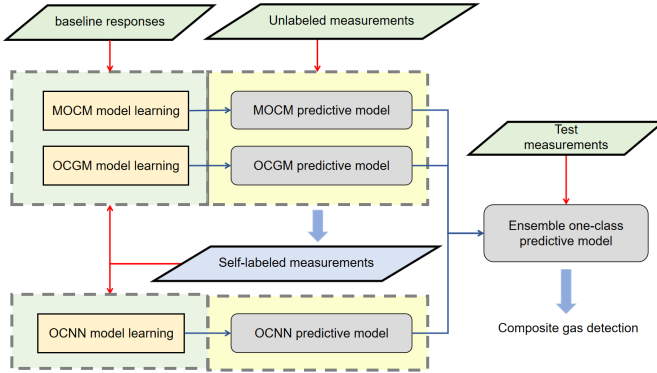 baseline responses
Unlabeled measurements
MOCM model learning
MOCM predictive model
OCGM model learning
OCGM predictive model
Test
measurements
Ensemble one-class
predictive model
Self-labeled measurements
OCNN model learning
OCNN predictive model
Composite gas detection